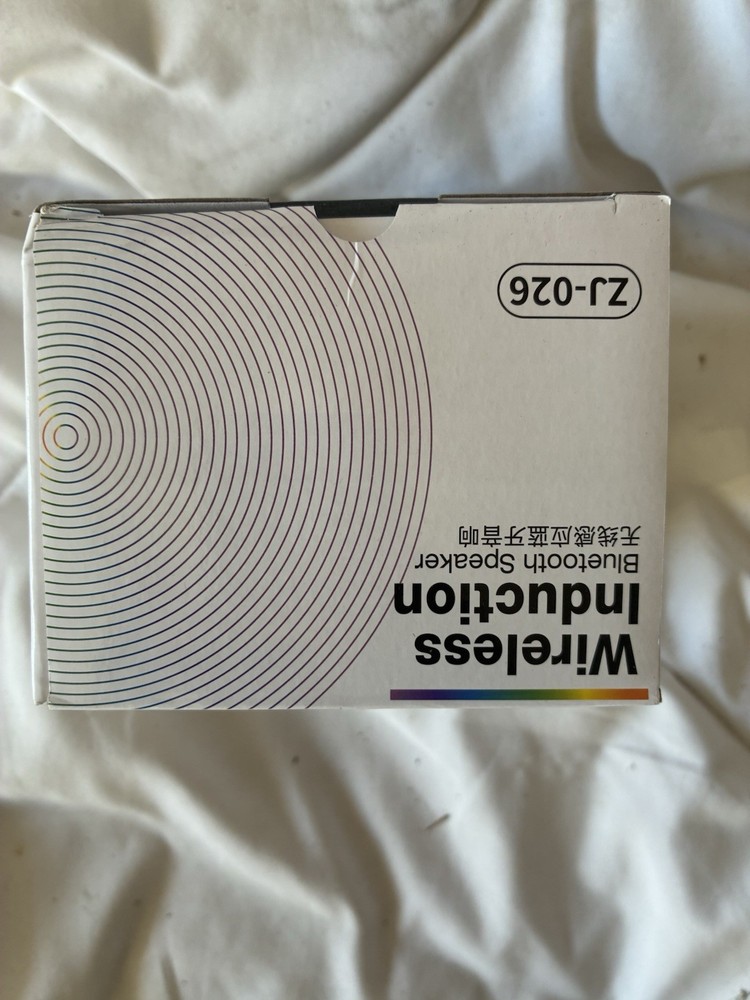 Wireless
Induction
Bluetooth Speaker
无线感应蓝牙音响
ZJ-026